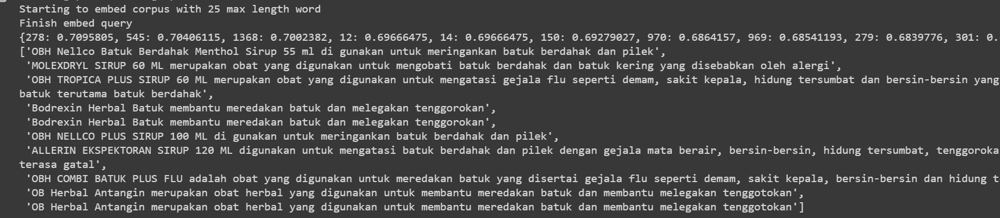 Starting to embed corpus with 25 max length word
Finish embed query
{278: 0.7095805, 545: 0.70406115, 1368: 0.7002382, 12: 0.69666475, 14: 0.69666475, 150: 0.69279027, 970: 0.6864157, 969: 0.68541193, 279: 0.6839776, 301: 0.
['OBH Nellco Batuk Berdahak Menthol Sirup 55 ml di gunakan untuk meringankan batuk berdahak dan pilek',
'MOLEXDRYL SIRUP 60 ML merupakan obat yang digunakan untuk mengobati batuk berdahak dan batuk kering yang disebabkan oleh alergi',
'OBH TROPICA PLUS SIRUP 60 ML merupakan obat yang digunakan untuk mengatasi gejala flu seperti demam, sakit kepala, hidung tersumbat dan bersin-bersin yang
batuk terutama batuk berdahak',
'Bodrexin Herbal Batuk membantu meredakan batuk dan melegakan tenggorokan',
'Bodrexin Herbal Batuk membantu meredakan batuk dan melegakan tenggorokan',
'OBH NELLCO PLUS SIRUP 100 ML di gunakan untuk meringankan batuk berdahak dan pilek',
'ALLERIN EKSPEKTORAN SIRUP 120 ML digunakan untuk mengatasi batuk berdahak dan pilek dengan gejala mata berair, bersin-bersin, hidung tersumbat, tenggoroka
terasa gatal',
'OBH COMBI BATUK PLUS FLU adalah obat yang digunakan untuk meredakan batuk yang disertai gejala flu seperti demam, sakit kepala, bersin-bersin dan hidung t
'OB Herbal Antangin merupakan obat herbal yang digunakan untuk membantu meredakan batuk dan membantu melegakan tenggotokan',
'OB Herbal Antangin merupakan obat herbal yang digunakan untuk membantu meredakan batuk dan membantu melegakan tenggotokan']